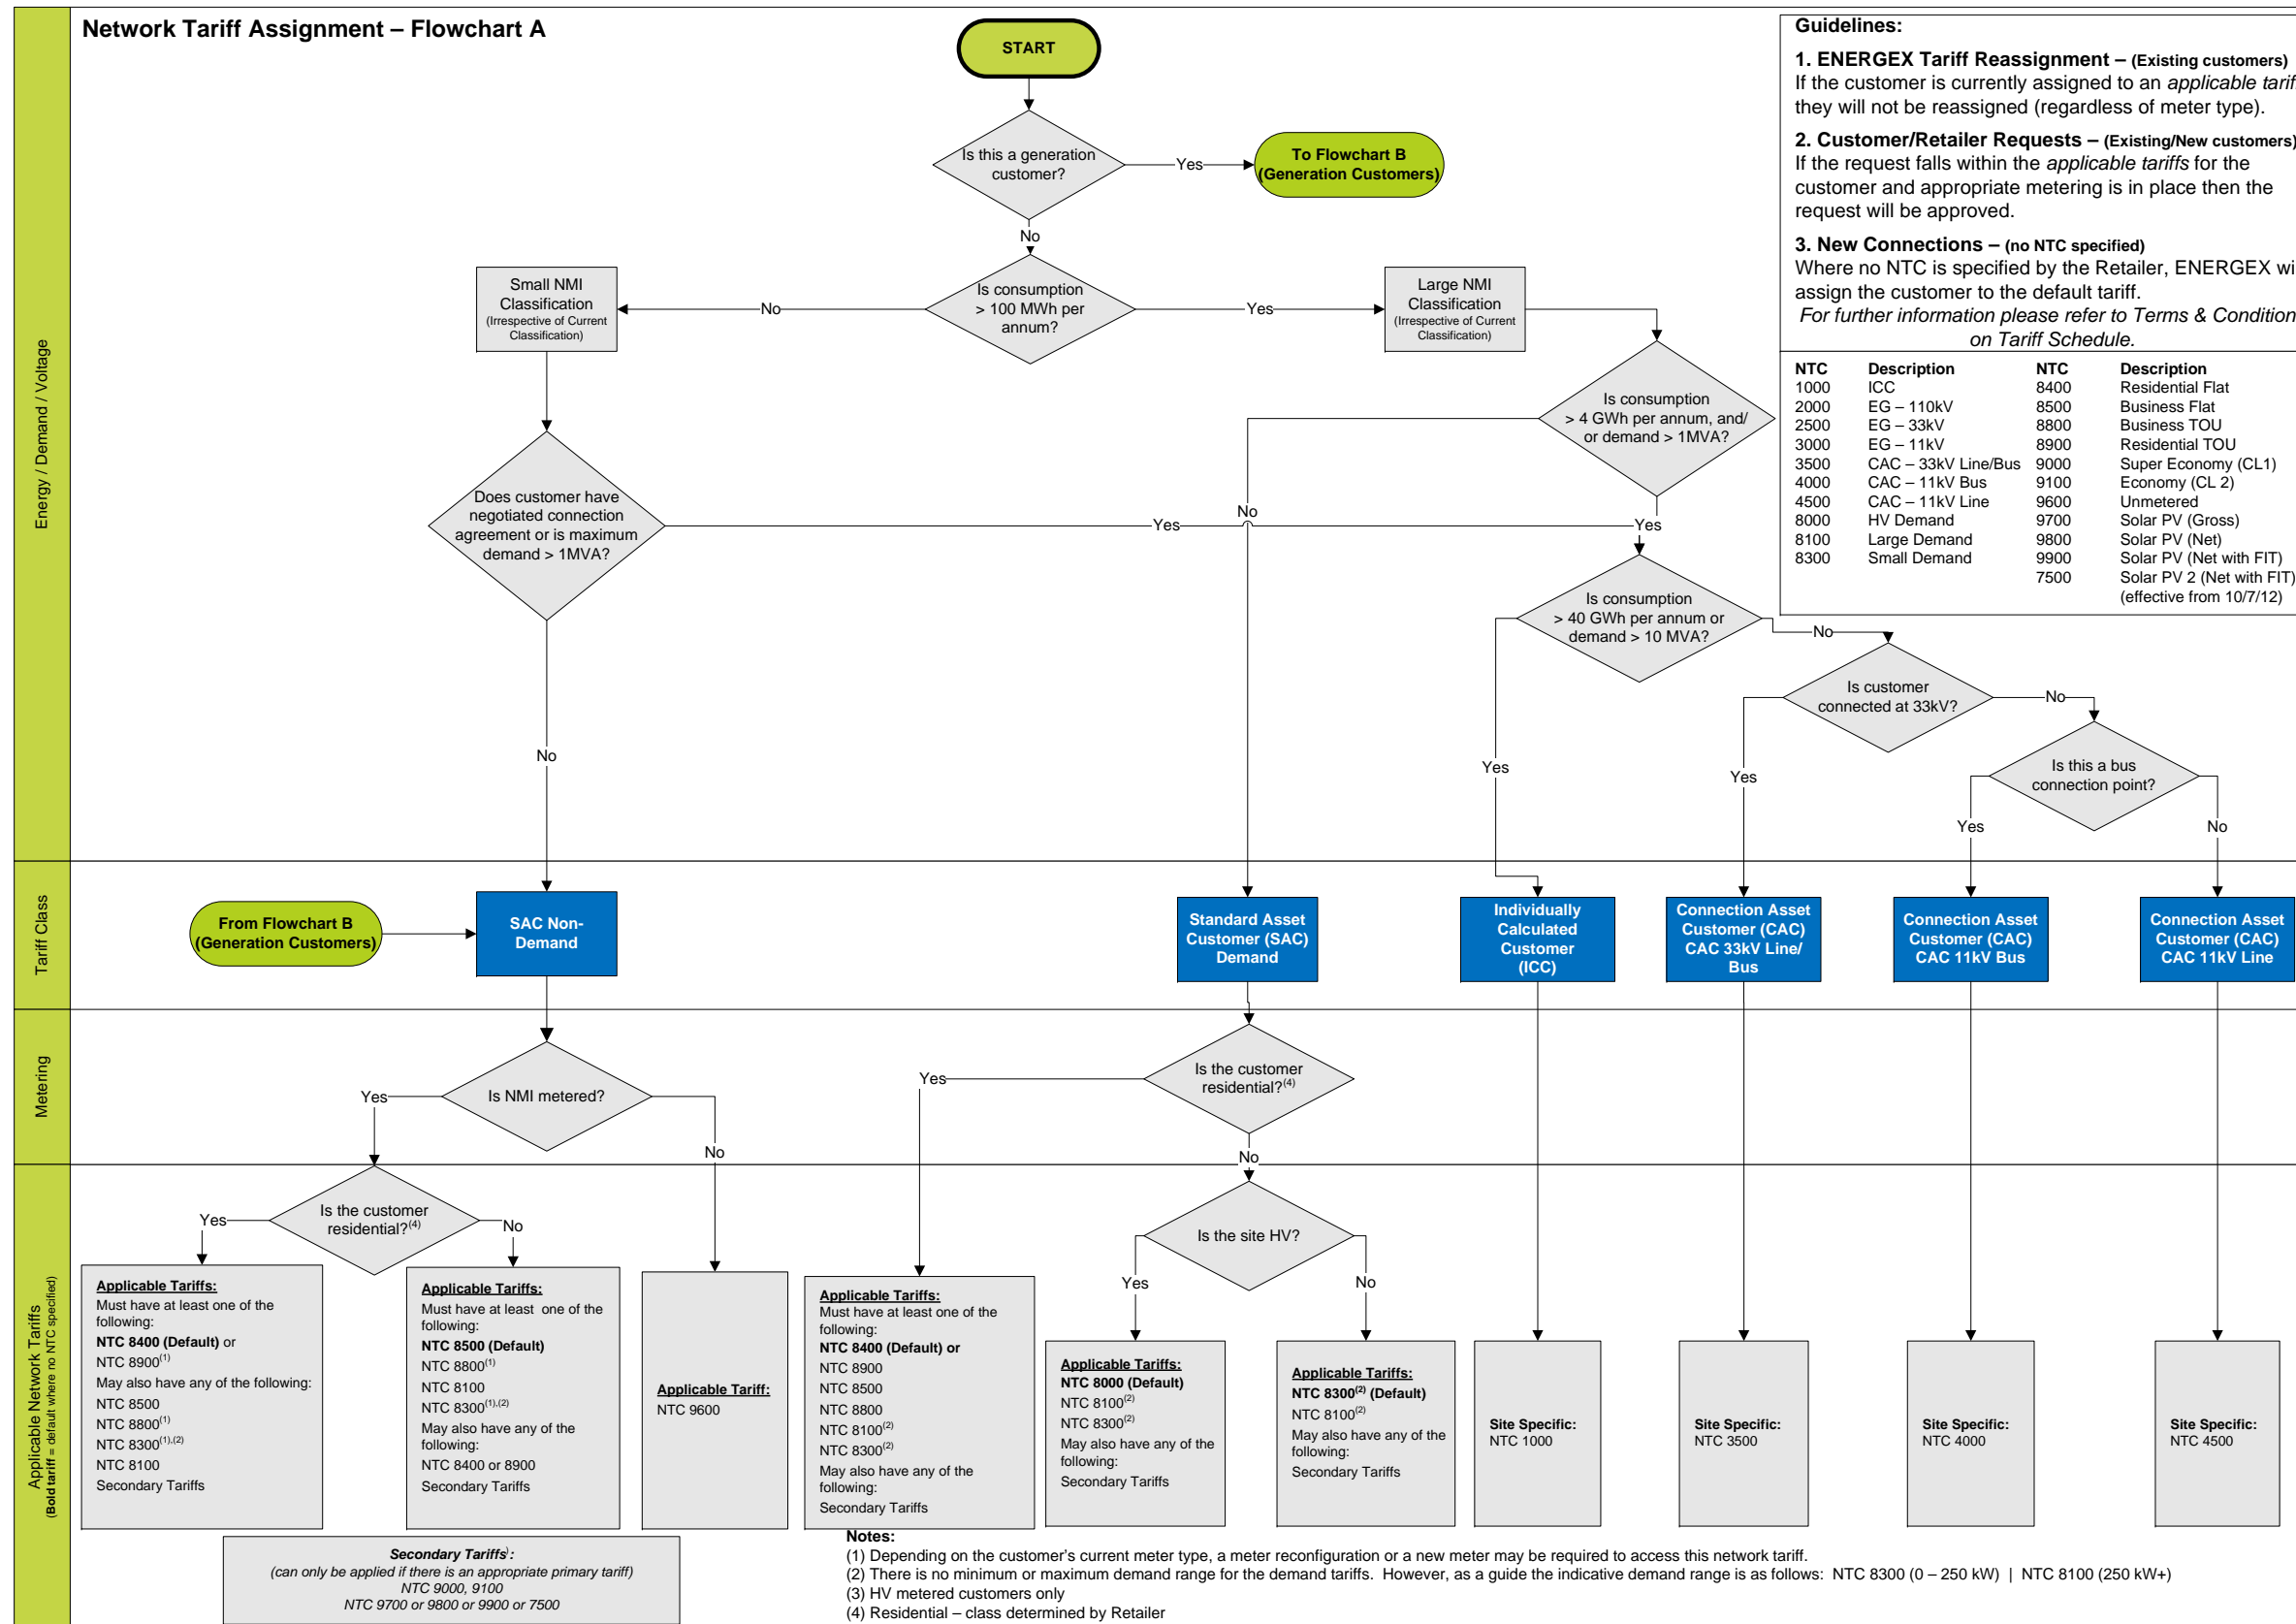 Network Tariff Assignment – Flowchart A
START
Is this a generation
customer?
Yes
To Flowchart B
(Generation Customers)
No
Is consumption
> 100 MWh per
annum?
No
Yes
Small NMI
Classification
(Irrespective of Current
Classification)
Large NMI
Classification
(Irrespective of Current
Classification)
Is consumption
> 4 GWh per annum, and/
or demand > 1MVA?
No
Yes
Does customer have
negotiated connection
agreement or is maximum
demand > 1MVA?
Yes
No
Is consumption
> 40 GWh per annum or
demand > 10 MVA?
No
Yes
Is customer
connected at 33kV?
No
Yes
Is this a bus
connection point?
Yes
No
Guidelines:
1. ENERGEX Tariff Reassignment – (Existing customers)
If the customer is currently assigned to an applicable tarif
they will not be reassigned (regardless of meter type).
2. Customer/Retailer Requests – (Existing/New customers)
If the request falls within the applicable tariffs for the
customer and appropriate metering is in place then the
request will be approved.
3. New Connections – (no NTC specified)
Where no NTC is specified by the Retailer, ENERGEX wi
assign the customer to the default tariff.
For further information please refer to Terms & Condition
on Tariff Schedule.
NTC Description NTC Description
1000 ICC 8400 Residential Flat
2000 EG – 110kV 8500 Business Flat
2500 EG – 33kV 8800 Business TOU
3000 EG – 11kV 8900 Residential TOU
3500 CAC – 33kV Line/Bus 9000 Super Economy (CL1)
4000 CAC – 11kV Bus 9100 Economy (CL 2)
4500 CAC – 11kV Line 9600 Unmetered
8000 HV Demand 9700 Solar PV (Gross)
8100 Large Demand 9800 Solar PV (Net)
8300 Small Demand 9900 Solar PV (Net with FIT)
7500 Solar PV 2 (Net with FIT)
(effective from 10/7/12)
Energy / Demand / Voltage
Tariff Class
From Flowchart B
(Generation Customers)
SAC Non-
Demand
Standard Asset
Customer (SAC)
Demand
Individually
Calculated
Customer
(ICC)
Connection Asset
Customer (CAC)
CAC 33kV Line/
Bus
Connection Asset
Customer (CAC)
CAC 11kV Bus
Connection Asset
Customer (CAC)
CAC 11kV Line
Metering
Is NMI metered?
Yes
No
Is the customer
residential?(4)
Yes
No
Applicable Network Tariffs
(Bold tariff = default where no NTC specified)
Is the customer
residential?(4)
Yes
No
Is the site HV?
Yes
No
Applicable Tariffs:
Must have at least one of the
following:
NTC 8400 (Default) or
NTC 8900(1)
May also have any of the following:
NTC 8500
NTC 8800(1)
NTC 8300(1),(2)
NTC 8100
Secondary Tariffs
Applicable Tariffs:
Must have at least one of the
following:
NTC 8500 (Default)
NTC 8800(1)
NTC 8100
NTC 8300(1),(2)
May also have any of the
following:
NTC 8400 or 8900
Secondary Tariffs
Applicable Tariff:
NTC 9600
Applicable Tariffs:
Must have at least one of the
following:
NTC 8400 (Default) or
NTC 8900
NTC 8500
NTC 8800
NTC 8100(2)
NTC 8300(2)
May also have any of the
following:
Secondary Tariffs
Applicable Tariffs:
NTC 8000 (Default)
NTC 8100(2)
NTC 8300(2)
May also have any of the
following:
Secondary Tariffs
Applicable Tariffs:
NTC 8300(2) (Default)
NTC 8100(2)
May also have any of the
following:
Secondary Tariffs
Site Specific:
NTC 1000
Site Specific:
NTC 3500
Site Specific:
NTC 4000
Site Specific:
NTC 4500
Secondary Tariffs):
(can only be applied if there is an appropriate primary tariff)
NTC 9000, 9100
NTC 9700 or 9800 or 9900 or 7500
Notes:
(1) Depending on the customer's current meter type, a meter reconfiguration or a new meter may be required to access this network tariff.
(2) There is no minimum or maximum demand range for the demand tariffs. However, as a guide the indicative demand range is as follows: NTC 8300 (0 – 250 kW) | NTC 8100 (250 kW+)
(3) HV metered customers only
(4) Residential – class determined by Retailer